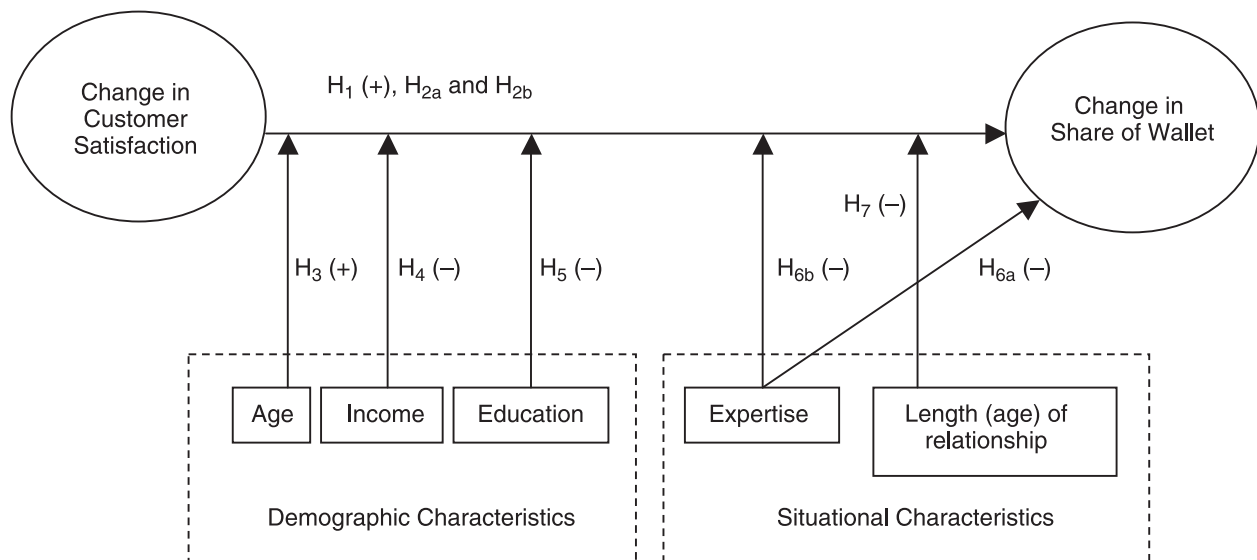 Change in
Customer
Satisfaction
H1 (+), H2a and H2b
Change in
Share of Wallet
H3 (+)
H4 (–)
H5 (–)
H6b (–)
H7 (–)
H6a (–)
Age
Income
Education
Expertise
Length (age) of
relationship
Demographic Characteristics
Situational Characteristics